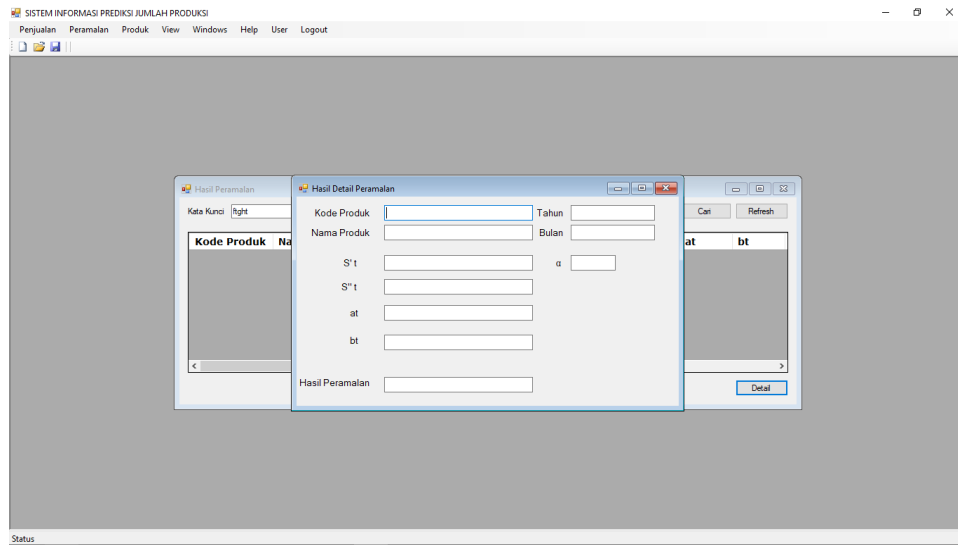 SISTEM INFORMASI PREDIKSI JUMLAH PRODUKSI
Penjualan Peramalan Produk View Windows Help User Logout
Hasil Peramalan
Kata Kunci ftght Cari Refresh
Kode Produk Na at bt
Detail
Hasil Detail Peramalan
Kode Produk Tahun
Nama Produk Bulan
S' t α
S" t
at
bt
Hasil Peramalan
Status